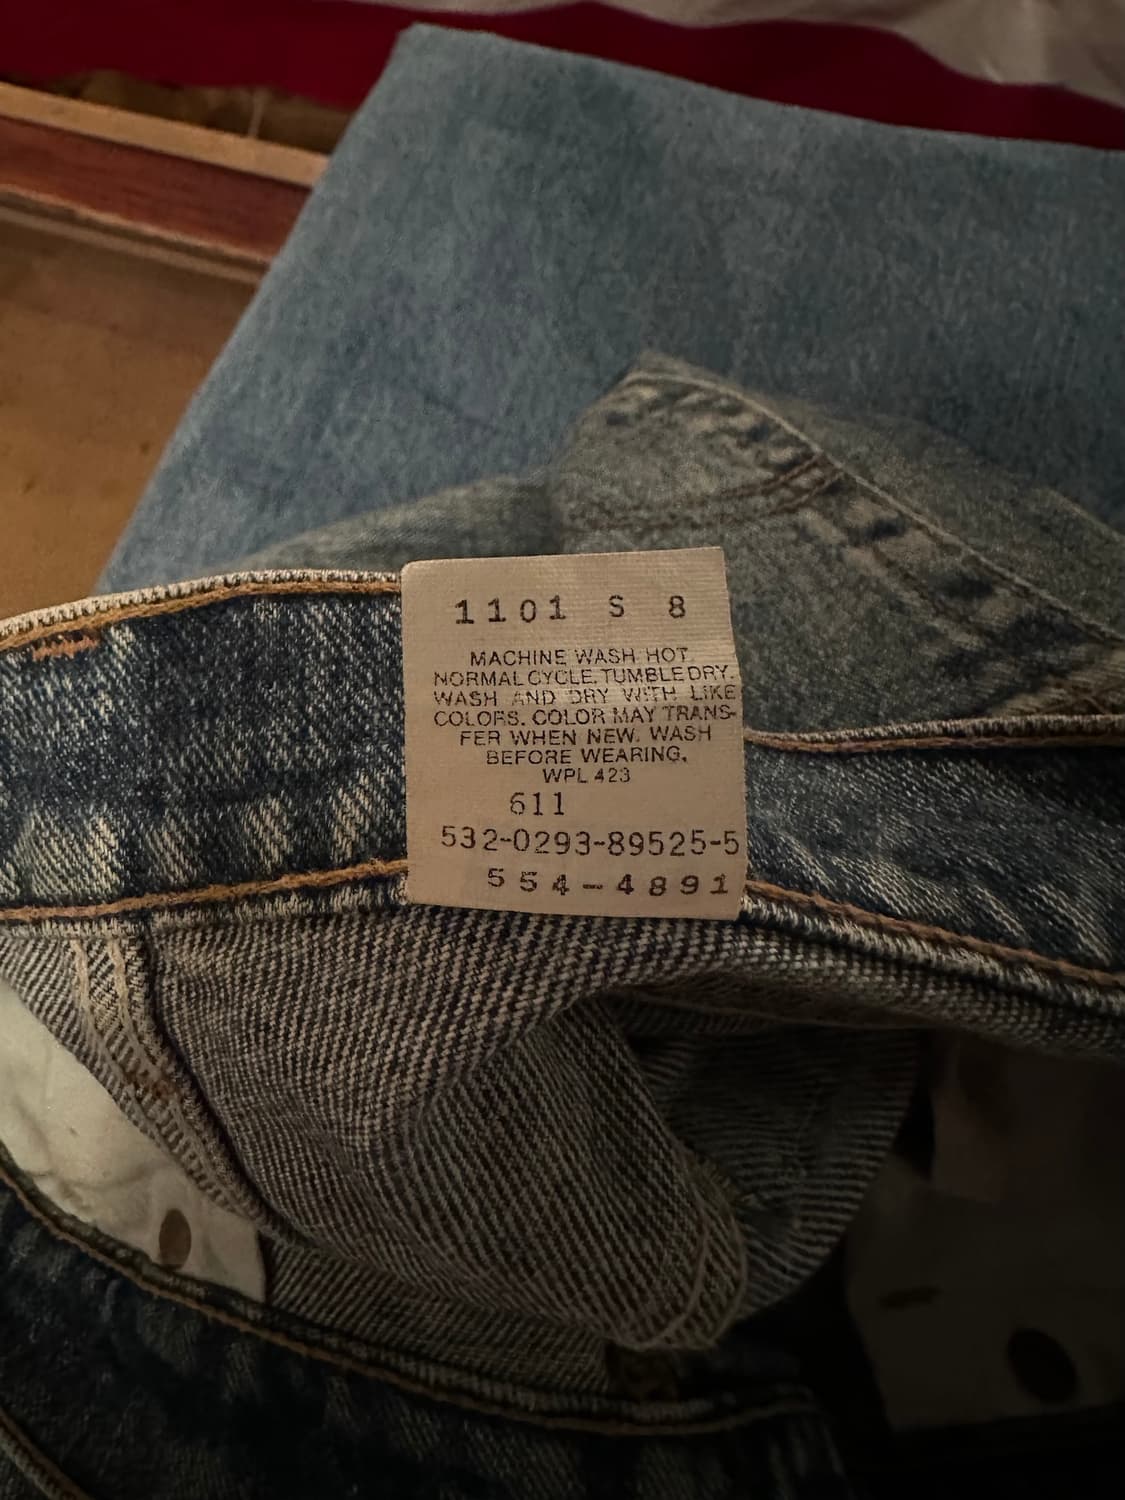 1101 S 8
MACHINE WASH HOT.
NORMAL CYCLE. TUMBLE DRY.
WASH AND DRY WITH LIKE
COLORS. COLOR MAY TRANS-
FER WHEN NEW. WASH
BEFORE WEARING.
WPL 423
611
532-0293-89525-5
554-4891